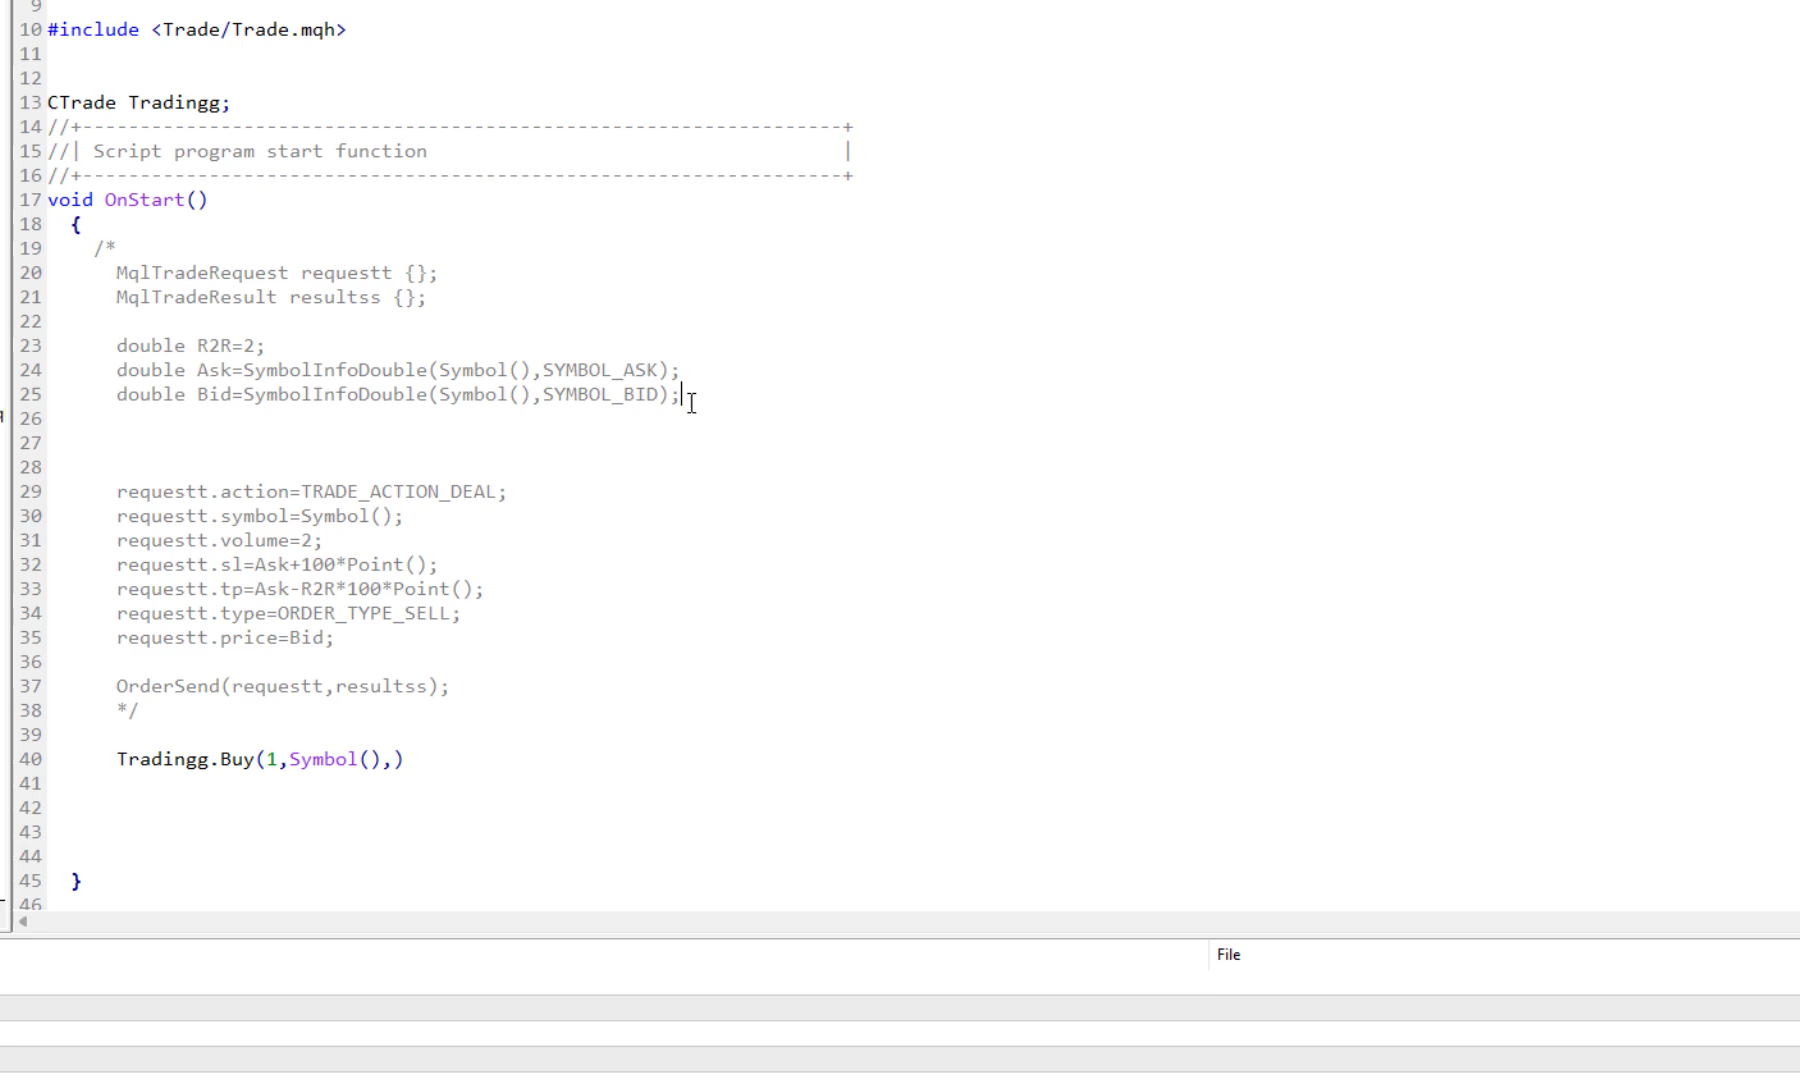 9
10 #include <Trade/Trade.mqh>
11
12
13 CTrade Tradingg;
14 //+------------------------------------------------------------------+
15 //| Script program start function |
16 //+------------------------------------------------------------------+
17 void OnStart()
18 {
19 /*
20 MqlTradeRequest requestt {};
21 MqlTradeResult resultss {};
22
23 double R2R=2;
24 double Ask=SymbolInfoDouble(Symbol(),SYMBOL_ASK);
25 double Bid=SymbolInfoDouble(Symbol(),SYMBOL_BID);
26
27
28
29 requestt.action=TRADE_ACTION_DEAL;
30 requestt.symbol=Symbol();
31 requestt.volume=2;
32 requestt.sl=Ask+100*Point();
33 requestt.tp=Ask-R2R*100*Point();
34 requestt.type=ORDER_TYPE_SELL;
35 requestt.price=Bid;
36
37 OrderSend(requestt,resultss);
38 */
39
40 Tradingg.Buy(1,Symbol(),)
41
42
43
44
45 }
46
File